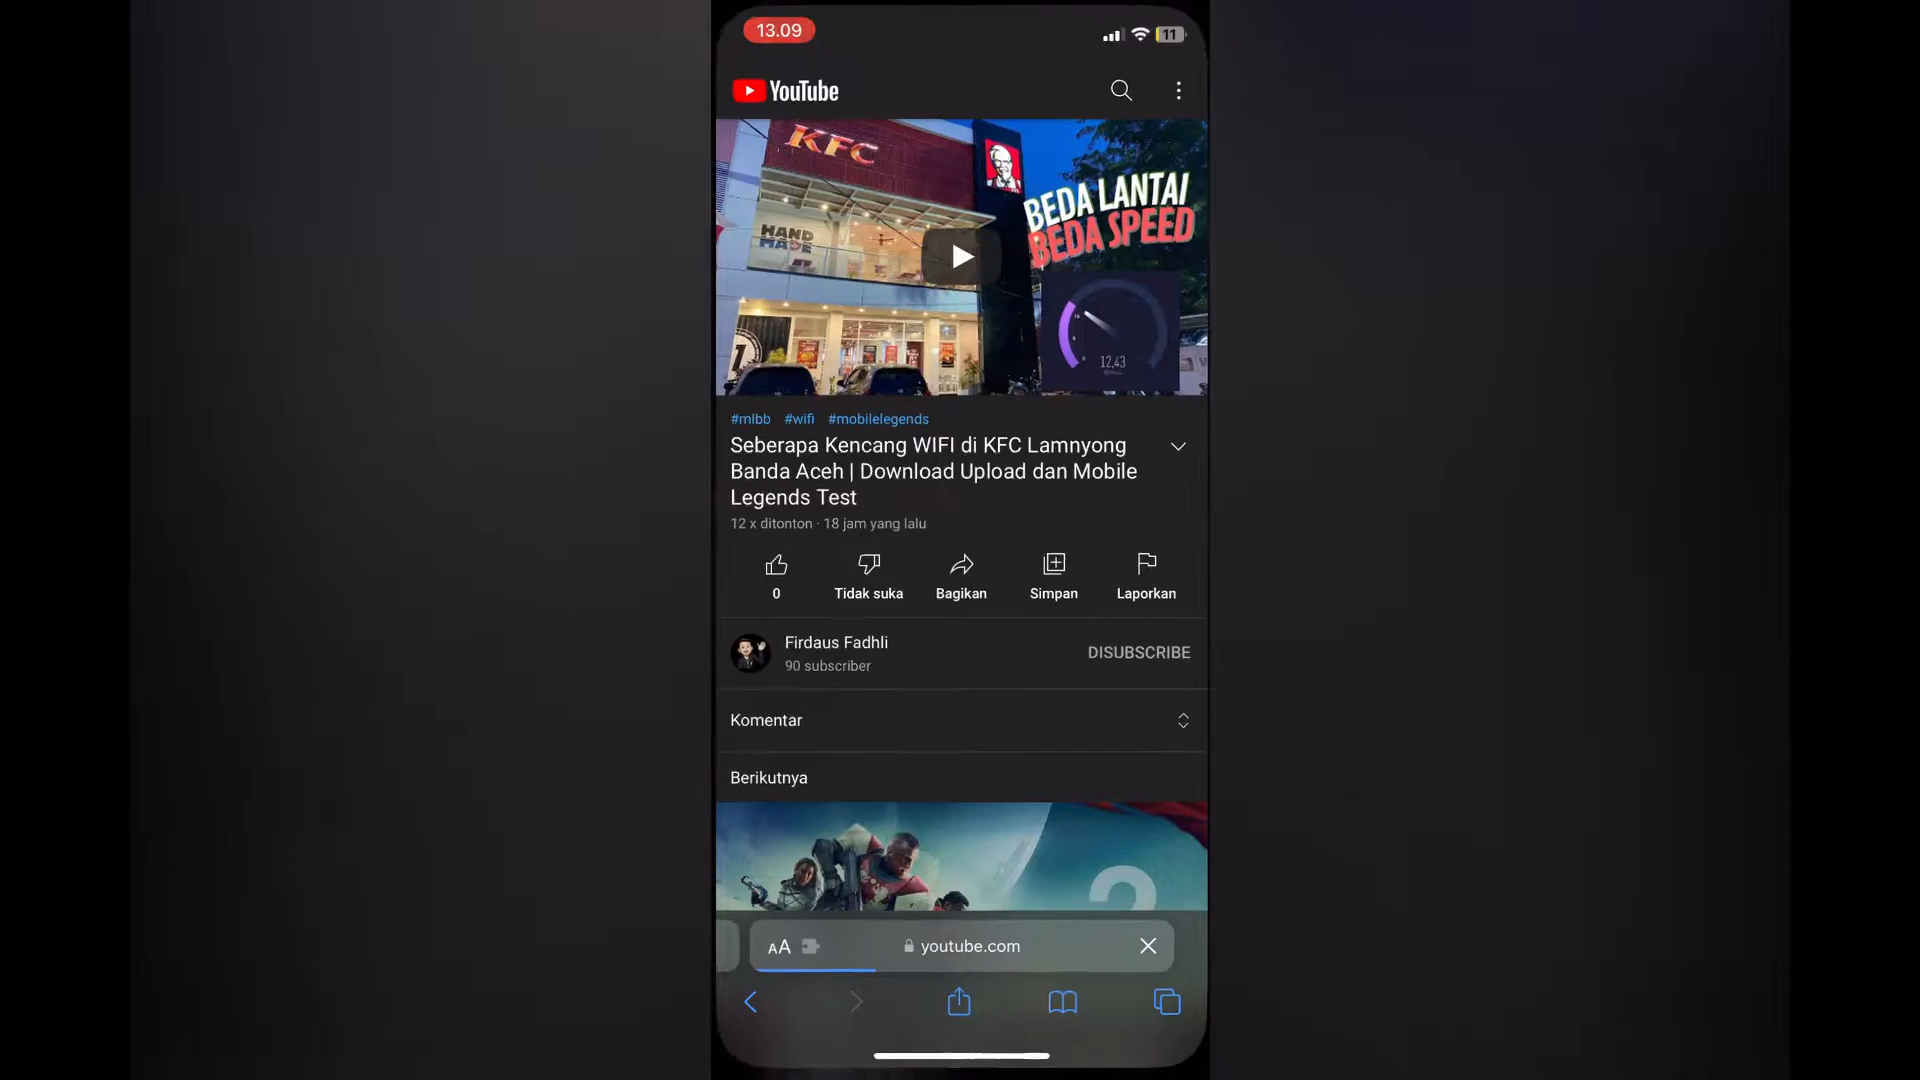 13.09
11
YouTube
KFC
BEDA LANTAI
BEDA SPEED
HAND
MADE
12,43
#mlbb #wifi #mobilelegends
Seberapa Kencang WIFI di KFC Lamnyong
Banda Aceh | Download Upload dan Mobile
Legends Test
12 x ditonton · 18 jam yang lalu
0
Tidak suka
Bagikan
Simpan
Laporkan
Firdaus Fadhli
90 subscriber
DISUBSCRIBE
Komentar
Berikutnya
2
AA
youtube.com